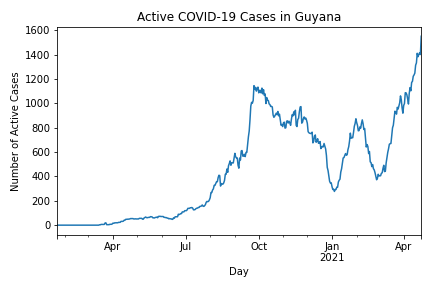 Active COVID-19 Cases in Guyana
Number of Active Cases
1600
1400
1200
1000
800
600
400
200
0
Apr
Jul
Oct
Jan
2021
Apr
Day